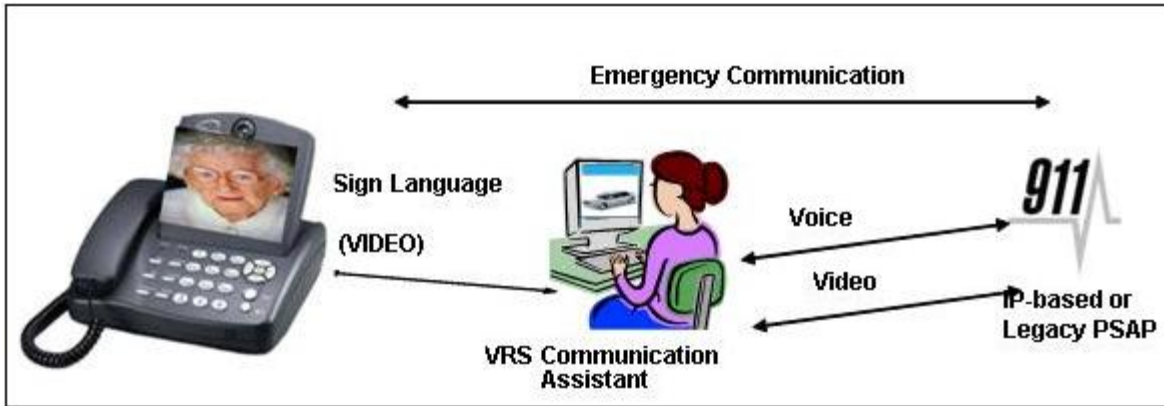 Emergency Communication
Sign Language
(VIDEO)
Voice
Video
911
IP-based or
Legacy PSAP
VRS Communication
Assistant